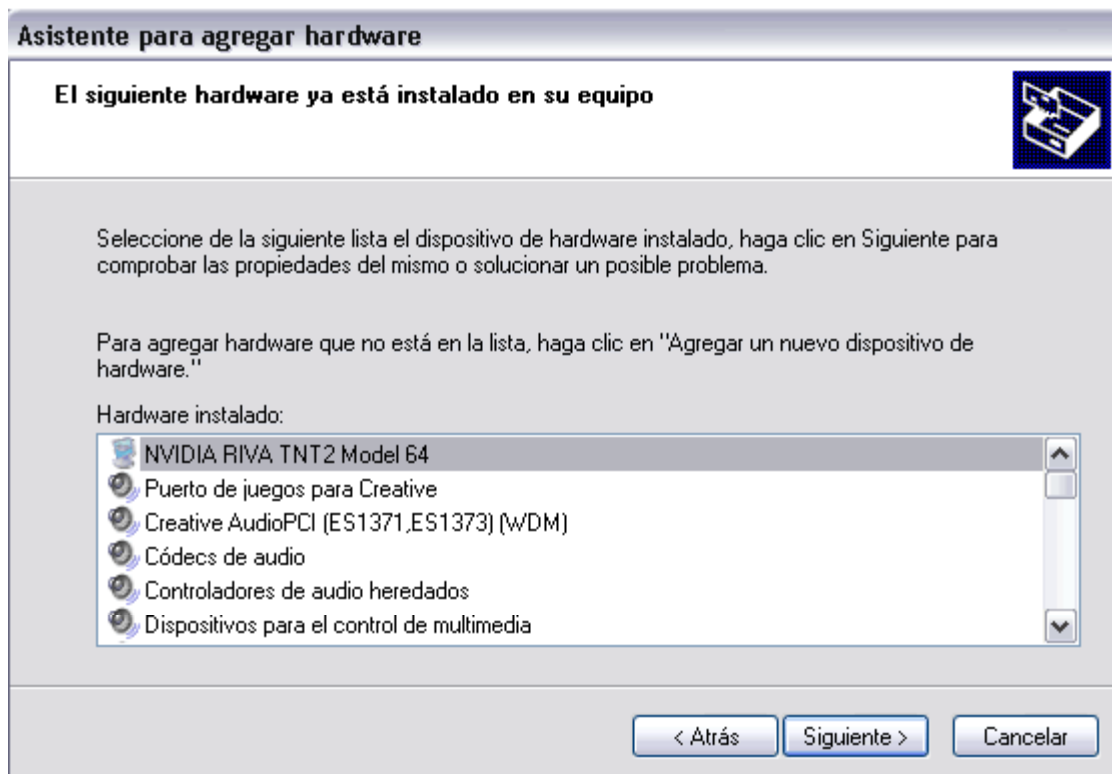 Asistente para agregar hardware
El siguiente hardware ya está instalado en su equipo
Seleccione de la siguiente lista el dispositivo de hardware instalado, haga clic en Siguiente para
comprobar las propiedades del mismo o solucionar un posible problema.
Para agregar hardware que no está en la lista, haga clic en "Agregar un nuevo dispositivo de
hardware."
Hardware instalado:
NVIDIA RIVA TNT2 Model 64
Puerto de juegos para Creative
Creative AudioPCI (ES1371,ES1373) (WDM)
Códecs de audio
Controladores de audio heredados
Dispositivos para el control de multimedia
< Atrás
Siguiente >
Cancelar